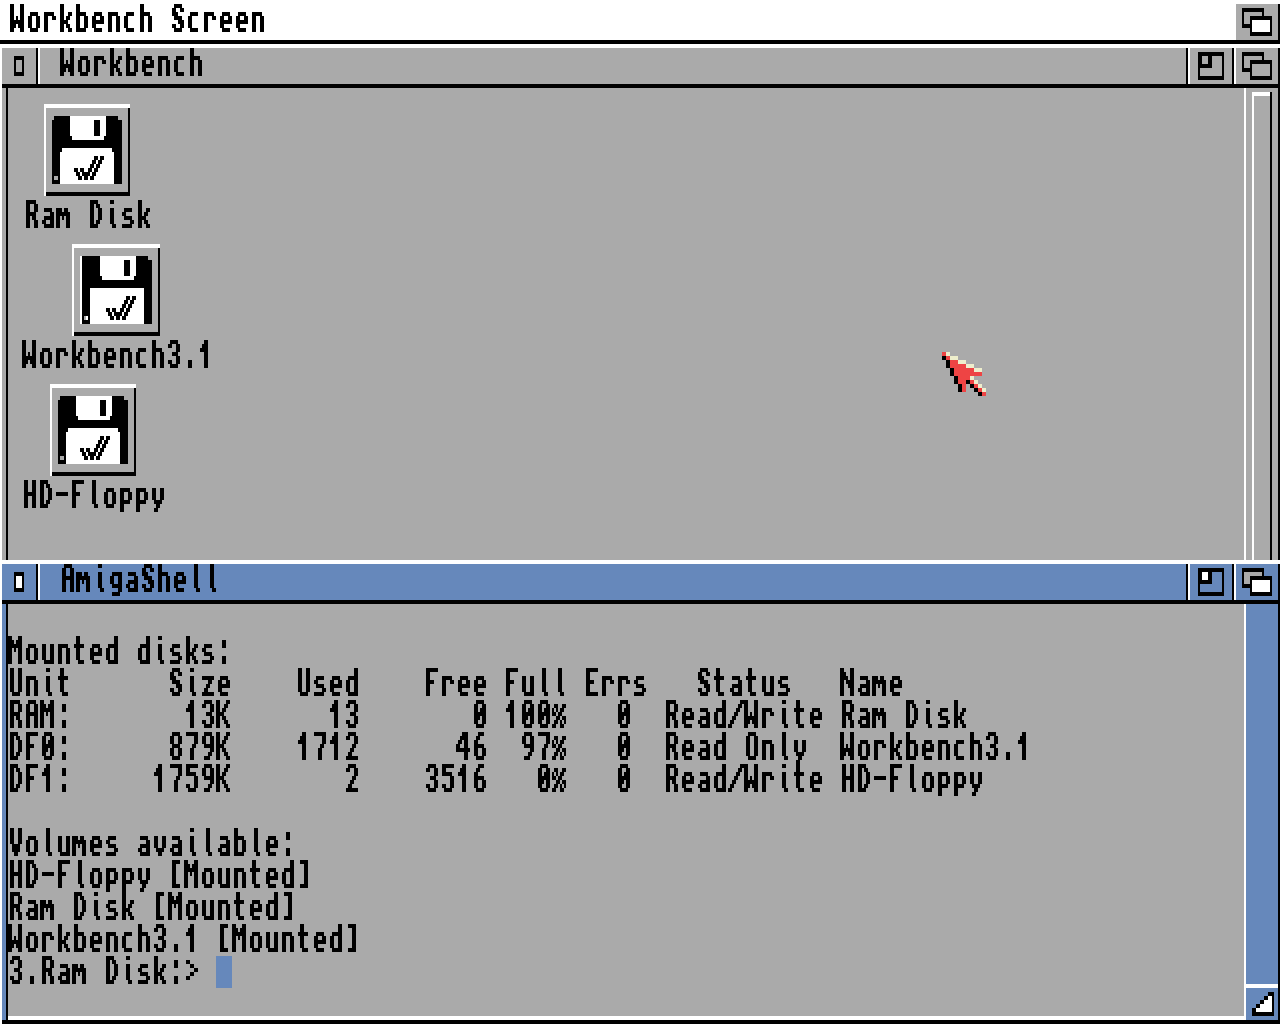 Workbench Screen
Workbench
Ram Disk
Workbench3.1
HD-Floppy
AmigaShell
Mounted disks:
Unit      Size    Used    Free Full Errs   Status   Name
RAM:       13K      13       0 100%   0  Read/Write Ram Disk
DF0:      879K    1712      46  97%   0  Read Only  Workbench3.1
DF1:     1759K       2    3516   0%   0  Read/Write HD-Floppy
Volumes available:
HD-Floppy [Mounted]
Ram Disk [Mounted]
Workbench3.1 [Mounted]
3.Ram Disk:>